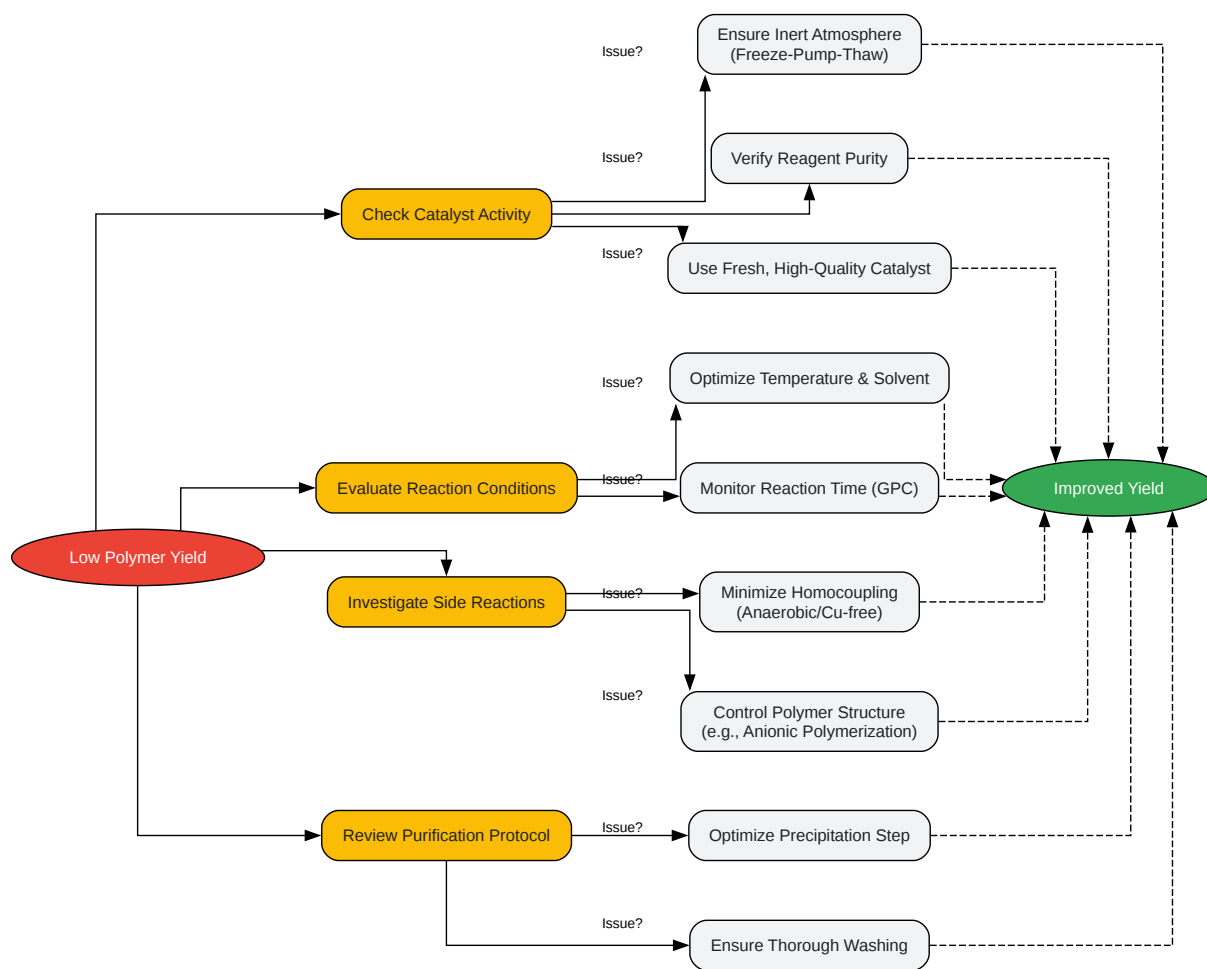 Issue?
Ensure Inert Atmosphere
(Freeze-Pump-Thaw)
Issue?
Verify Reagent Purity
Check Catalyst Activity
Issue?
Use Fresh, High-Quality Catalyst
Issue?
Optimize Temperature & Solvent
Evaluate Reaction Conditions
Issue?
Monitor Reaction Time (GPC)
Improved Yield
Low Polymer Yield
Investigate Side Reactions
Issue?
Minimize Homocoupling
(Anaerobic/Cu-free)
Issue?
Control Polymer Structure
(e.g., Anionic Polymerization)
Review Purification Protocol
Issue?
Optimize Precipitation Step
Issue?
Ensure Thorough Washing